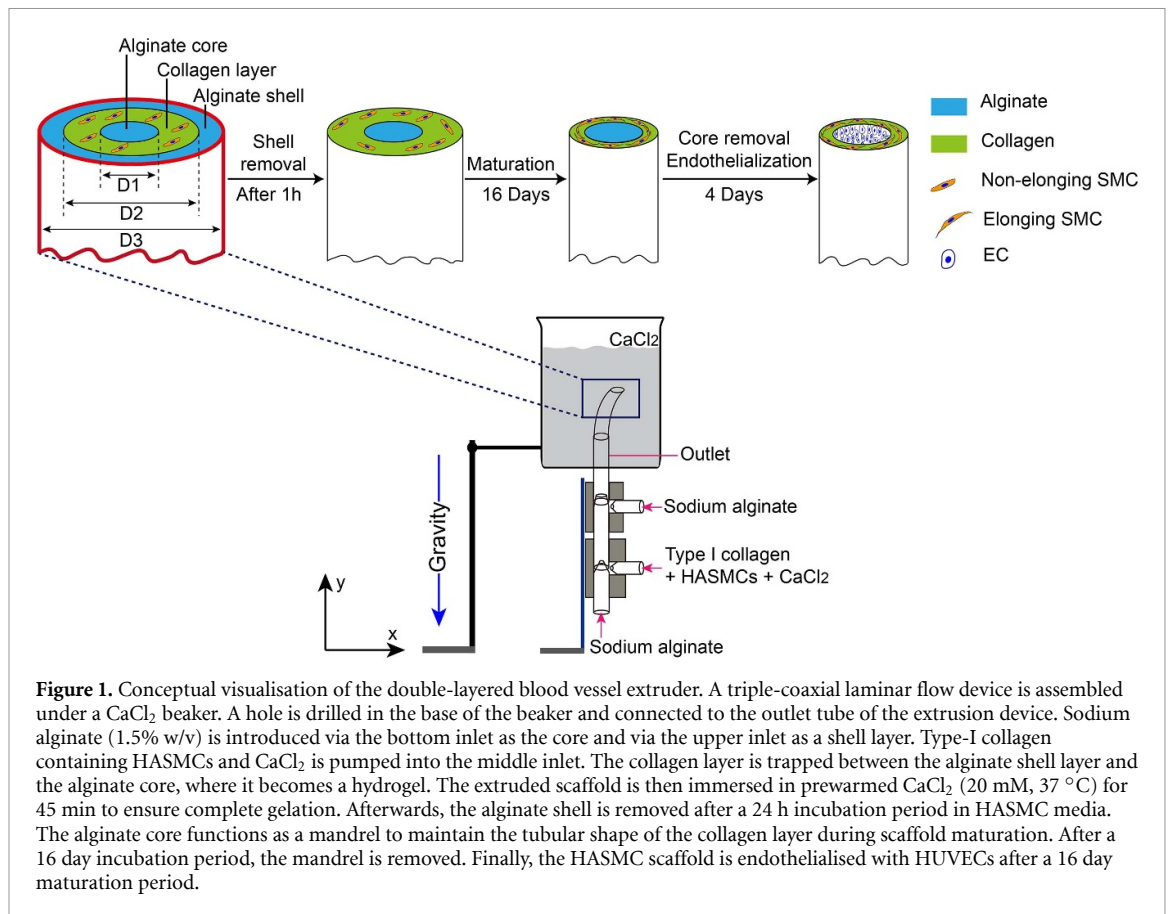 Alginate core
Collagen layer
Alginate shell
D1
D2
D3
Shell
removal
After 1h
Maturation
16 Days
Core removal
Endothelialization
4 Days
Alginate
Collagen
Non-elonging SMC
Elonging SMC
EC
CaCl2
Outlet
Sodium alginate
Type I collagen
+ HASMCs + CaCl2
Sodium alginate
Gravity
y
x
Figure 1. Conceptual visualisation of the double-layered blood vessel extruder. A triple-coaxial laminar flow device is assembled
under a CaCl₂ beaker. A hole is drilled in the base of the beaker and connected to the outlet tube of the extrusion device. Sodium
alginate (1.5% w/v) is introduced via the bottom inlet as the core and via the upper inlet as a shell layer. Type-I collagen
containing HASMCs and CaCl₂ is pumped into the middle inlet. The collagen layer is trapped between the alginate shell layer and
the alginate core, where it becomes a hydrogel. The extruded scaffold is then immersed in prewarmed CaCl₂ (20 mM, 37 °C) for
45 min to ensure complete gelation. Afterwards, the alginate shell is removed after a 24 h incubation period in HASMC media.
The alginate core functions as a mandrel to maintain the tubular shape of the collagen layer during scaffold maturation. After a
16 day incubation period, the mandrel is removed. Finally, the HASMC scaffold is endothelialised with HUVECs after a 16 day
maturation period.